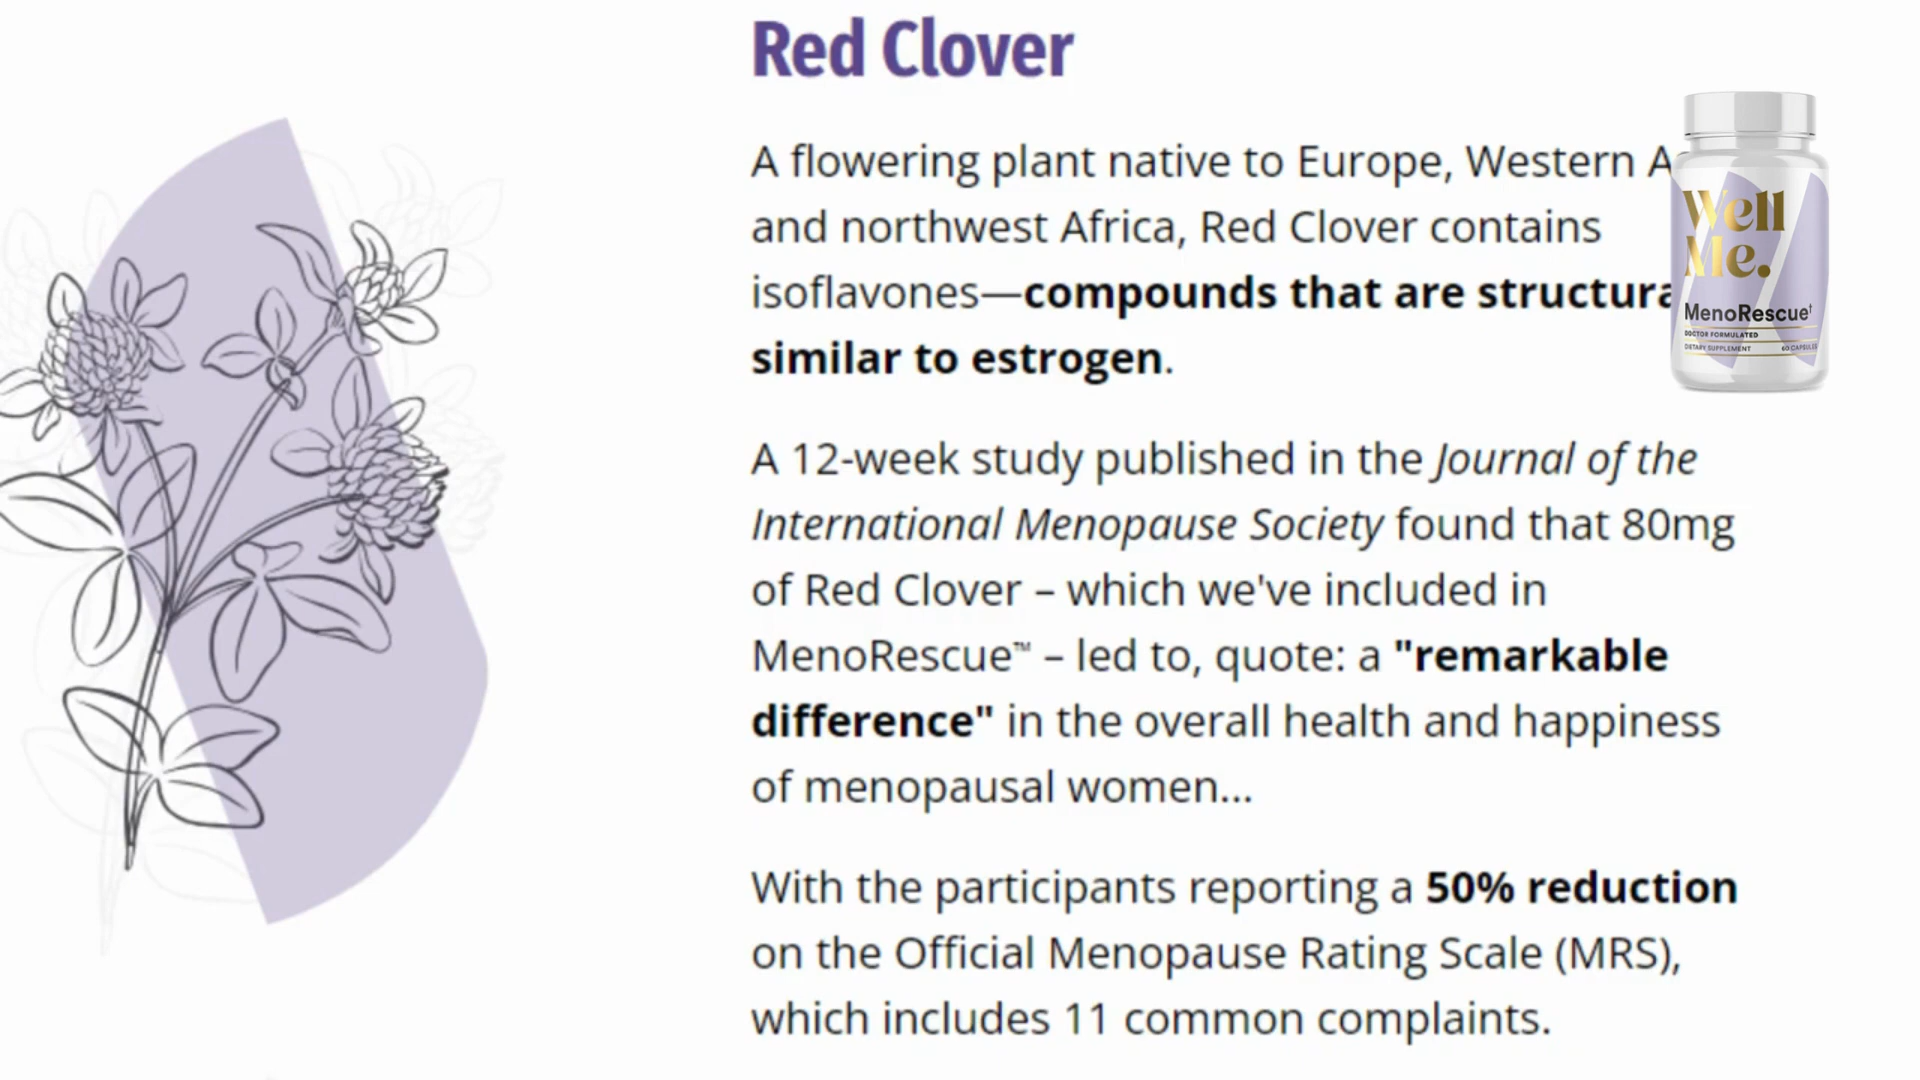 Red Clover
A flowering plant native to Europe, Western A
and northwest Africa, Red Clover contains
isoflavones—compounds that are structura
similar to estrogen.
A 12-week study published in the Journal of the
International Menopause Society found that 80mg
of Red Clover – which we've included in
MenoRescue™ – led to, quote: a "remarkable
difference" in the overall health and happiness
of menopausal women...
With the participants reporting a 50% reduction
on the Official Menopause Rating Scale (MRS),
which includes 11 common complaints.
Well
Me.
MenoRescue†
DOCTOR FORMULATED
DIETARY SUPPLEMENT 60 CAPSULES